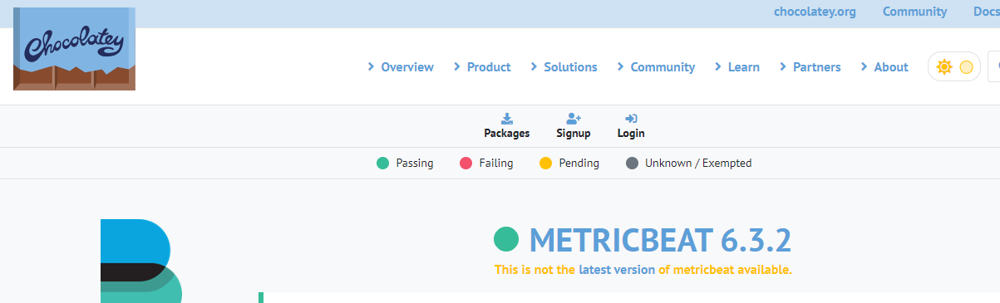 chocolatey.org Community Docs
Chocolatey
Overview Product Solutions Community Learn Partners About
Packages Signup Login
Passing Failing Pending Unknown / Exempted
METRICBEAT 6.3.2
This is not the latest version of metricbeat available.